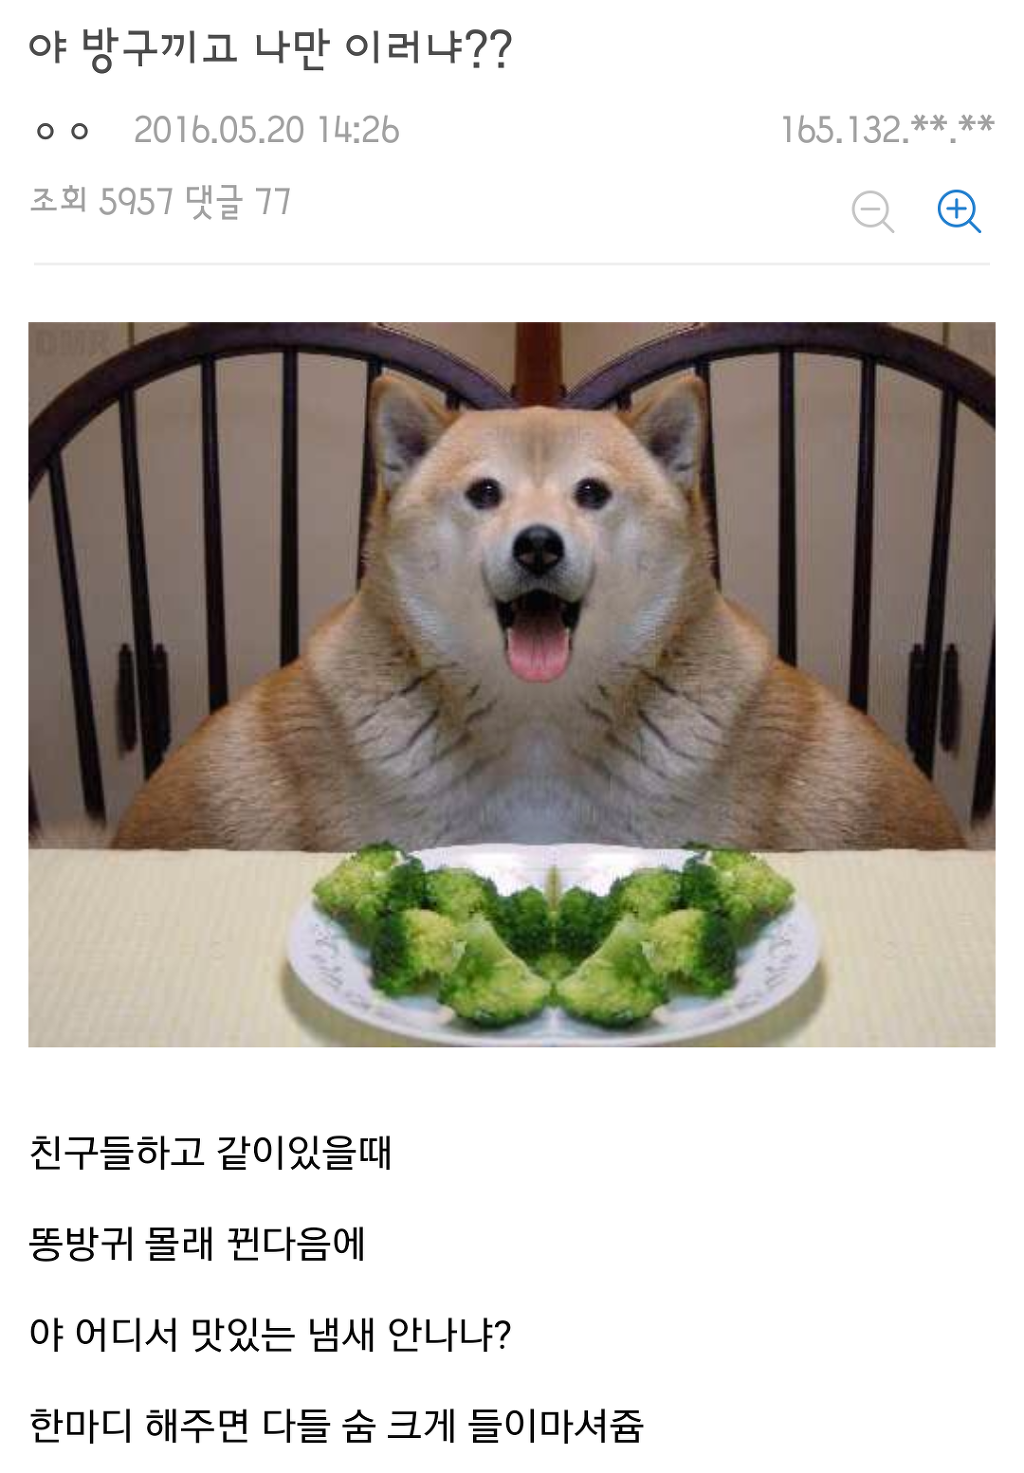 야 방구끼고 나만 이러냐??
ㅇㅇ 2016.05.20 14:26 165.132.**.**
조회 5957 댓글 77
DMR
친구들하고 같이있을때
똥방귀 몰래 뀐다음에
야 어디서 맛있는 냄새 안나냐?
한마디 해주면 다들 숨 크게 들이마셔쥼